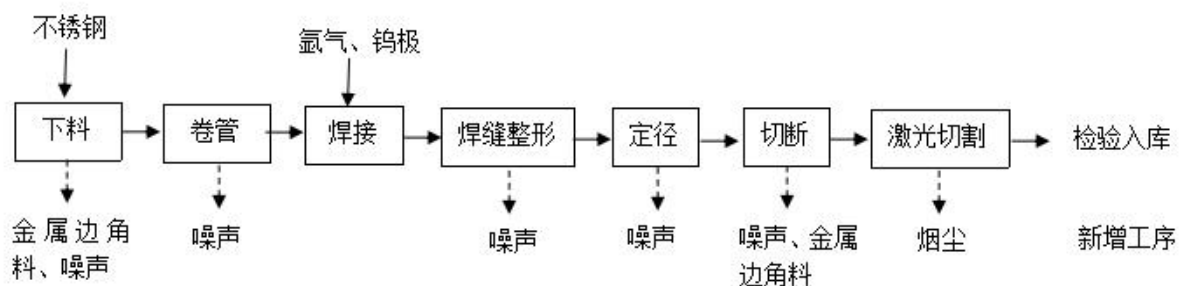 不锈钢
氩气、钨极
下料
卷管
焊接
焊缝整形
定径
切断
激光切割
检验入库
金属边角
料、噪声
噪声
噪声
噪声
噪声、金属
边角料
烟尘
新增工序